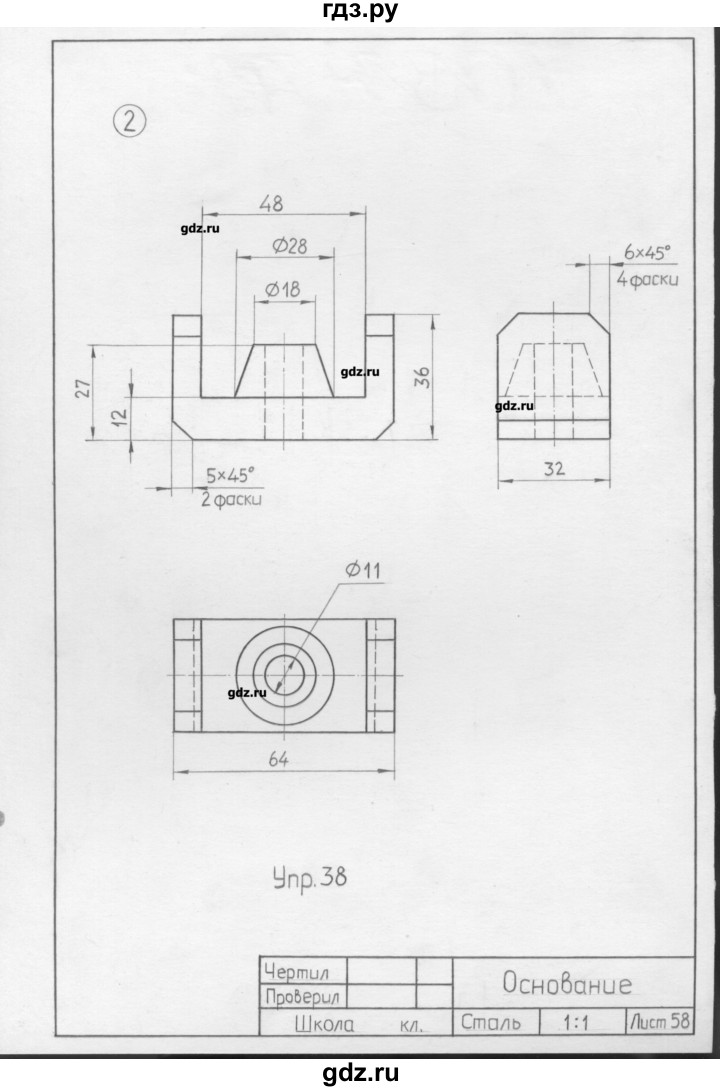 гдз.ру
2
48
gdz.ru
Ø28
6×45°
4 фаски
Ø18
gdz.ru
27
12
36
gdz.ru
5×45°
2 фаски
32
Ø11
gdz.ru
64
Упр. 38
Чертил
Проверил
Основание
Школа кл.
Сталь
1:1
Лист 58
gdz.ru